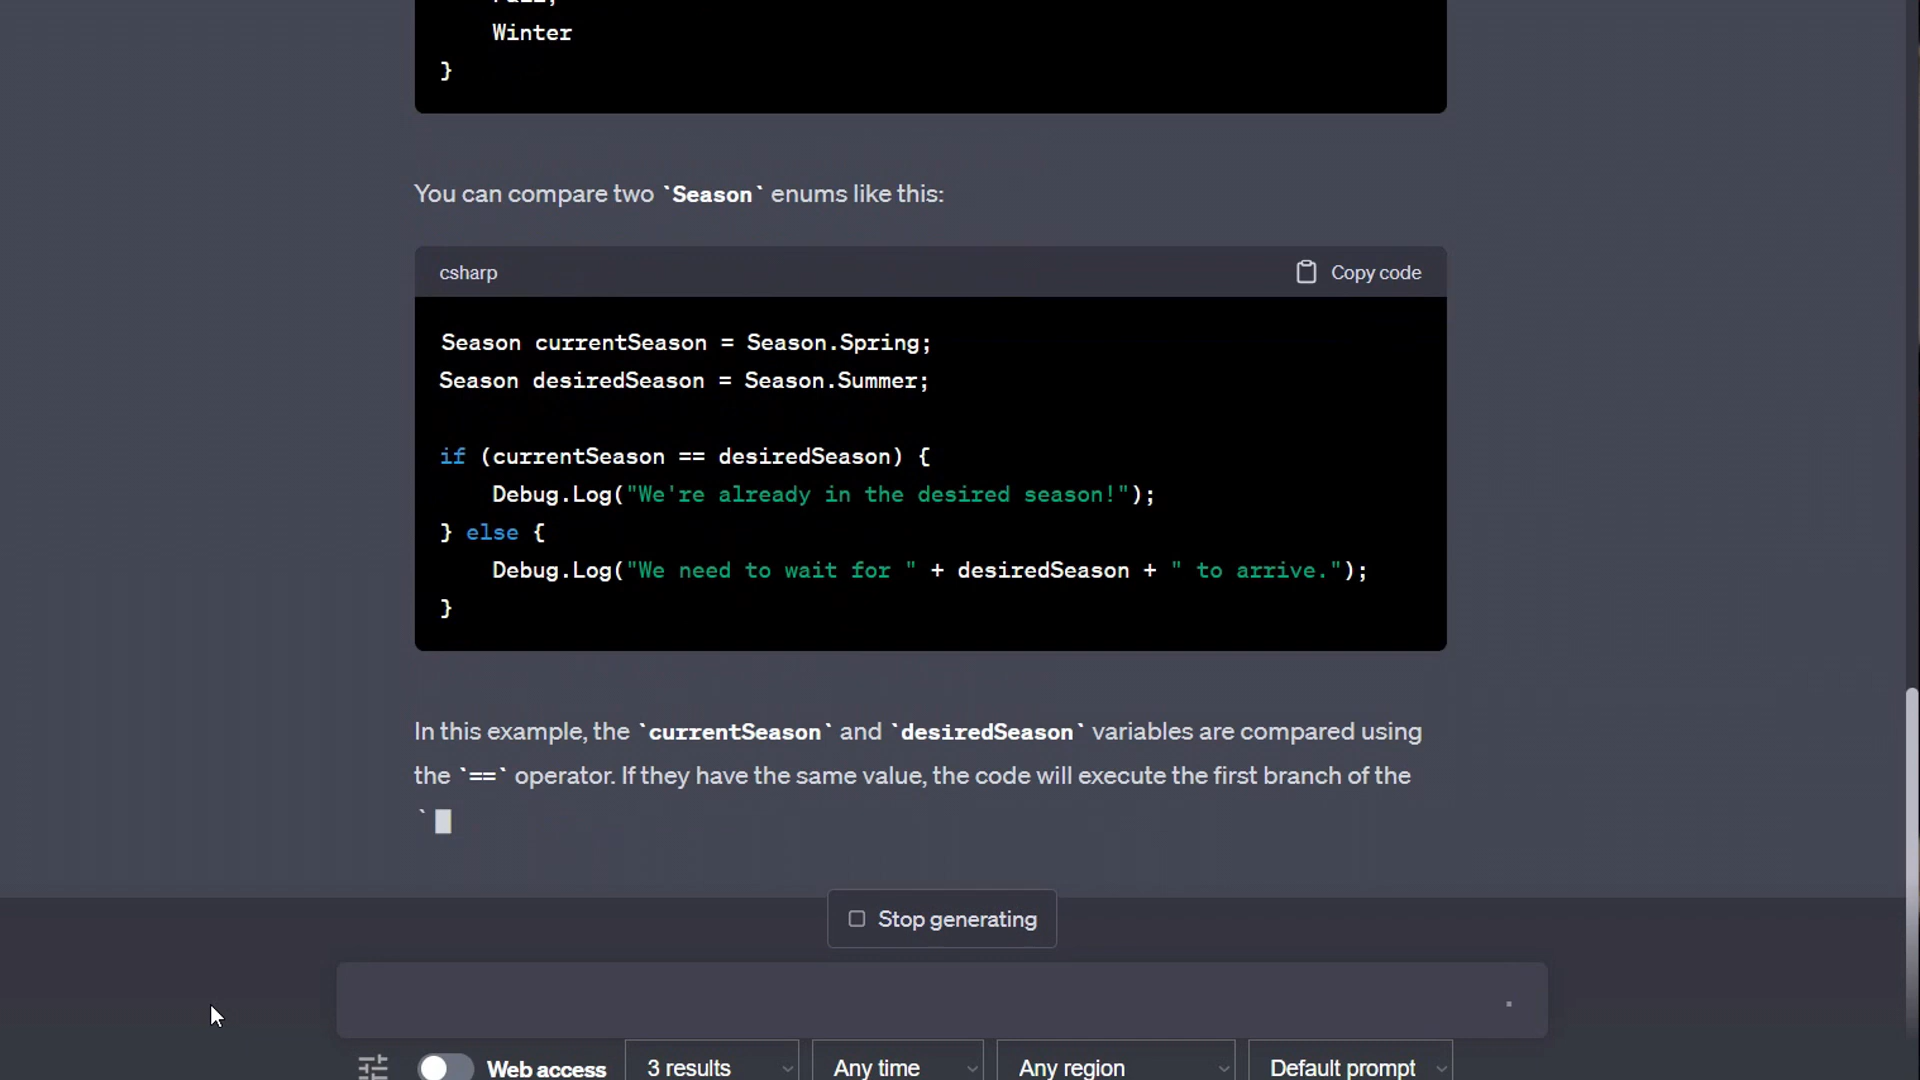 Winter
}
You can compare two `Season` enums like this:
csharp
Copy code
Season currentSeason = Season.Spring;
Season desiredSeason = Season.Summer;
if (currentSeason == desiredSeason) {
Debug.Log("We're already in the desired season!");
} else {
Debug.Log("We need to wait for " + desiredSeason + " to arrive.");
}
In this example, the `currentSeason` and `desiredSeason` variables are compared using
the `==` operator. If they have the same value, the code will execute the first branch of the
`
Stop generating
Web access
3 results
Any time
Any region
Default prompt